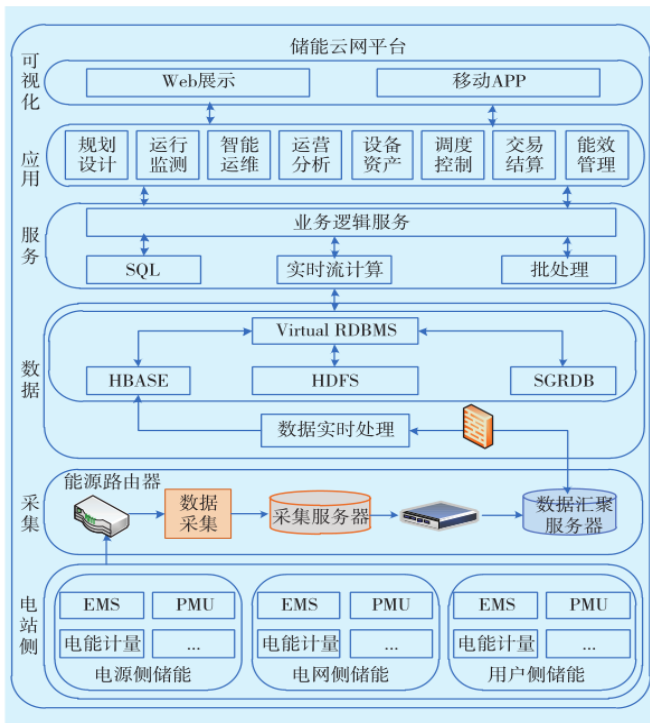 储能云网平台
可视化
Web展示
移动APP
应用
规划
设计
运行
监测
智能
运维
运营
分析
设备
资产
调度
控制
交易
结算
能效
管理
服务
业务逻辑服务
SQL
实时流计算
批处理
数据
Virtual RDBMS
HBASE
HDFS
SGRDB
数据实时处理
采集
能源路由器
数据
采集
采集服务器
数据汇聚
服务器
电站侧
EMS
PMU
电能计量
...
电源侧储能
EMS
PMU
电能计量
...
电网侧储能
EMS
PMU
电能计量
...
用户侧储能